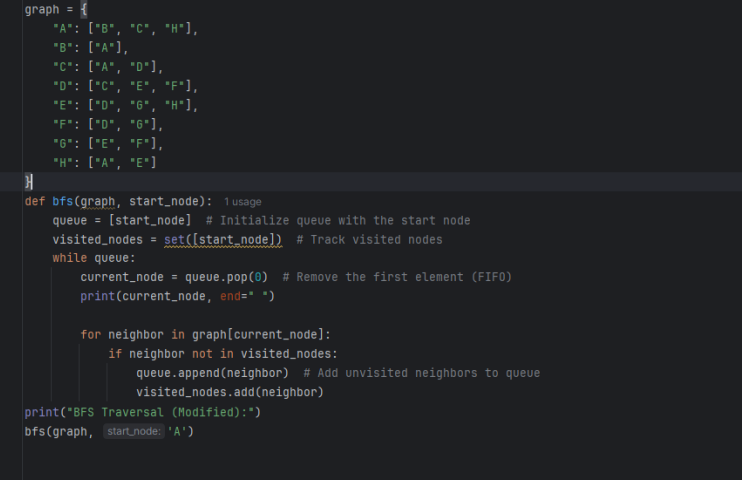 graph = {
    "A": ["B", "C", "H"],
    "B": ["A"],
    "C": ["A", "D"],
    "D": ["C", "E", "F"],
    "E": ["D", "G", "H"],
    "F": ["D", "G"],
    "G": ["E", "F"],
    "H": ["A", "E"]
}
def bfs(graph, start_node):  1 usage
    queue = [start_node]  # Initialize queue with the start node
    visited_nodes = set([start_node])  # Track visited nodes
    while queue:
        current_node = queue.pop(0)  # Remove the first element (FIFO)
        print(current_node, end=" ")
        for neighbor in graph[current_node]:
            if neighbor not in visited_nodes:
                queue.append(neighbor)  # Add unvisited neighbors to queue
                visited_nodes.add(neighbor)
print("BFS Traversal (Modified):")
bfs(graph, start_node: 'A')